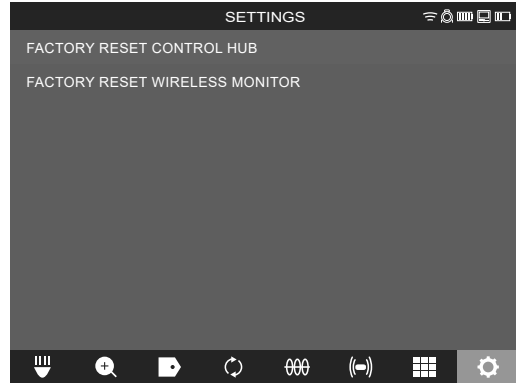 SETTINGS
FACTORY RESET CONTROL HUB
FACTORY RESET WIRELESS MONITOR